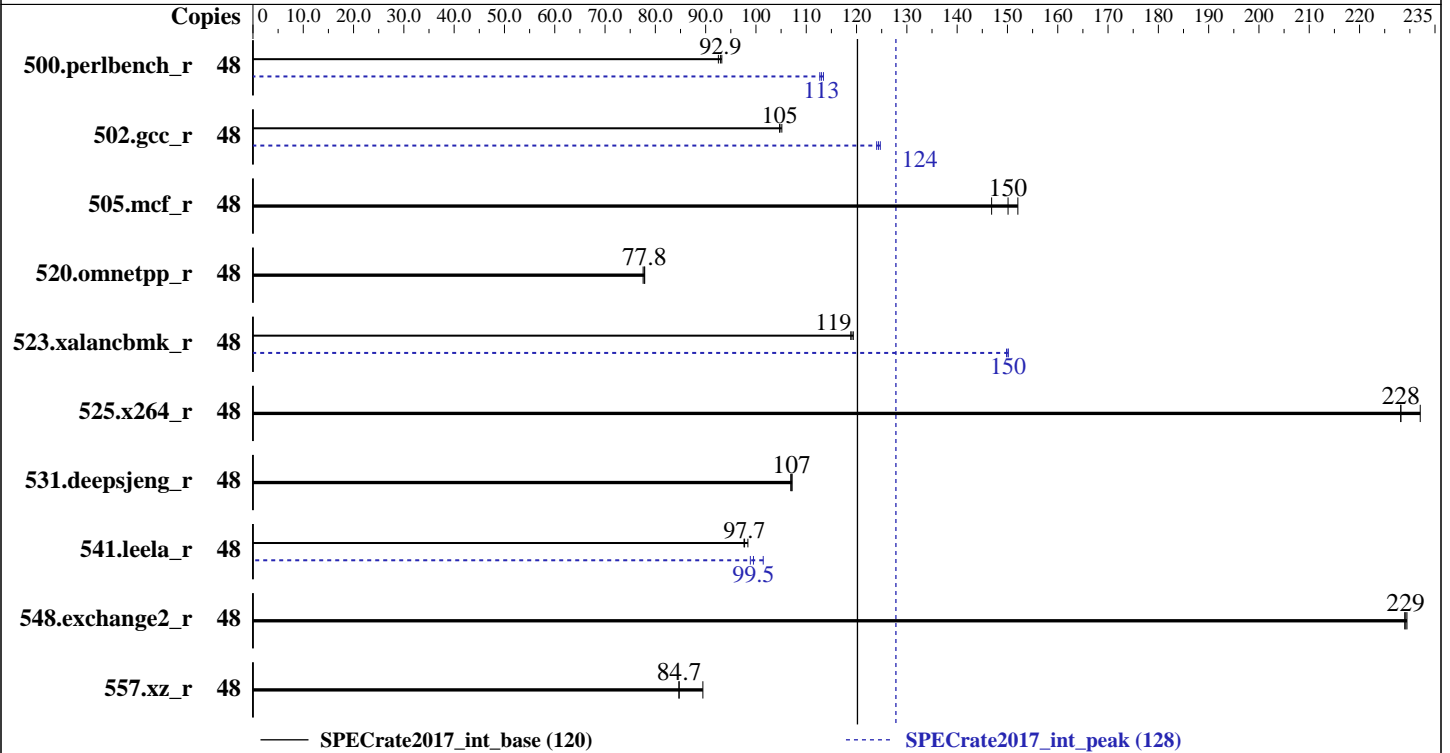 Copies 0 10.0 20.0 30.0 40.0 50.0 60.0 70.0 80.0 90.0 100 110 120 130 140 150 160 170 180 190 200 210 220 235
500.perlbench_r 48 92.9
113
502.gcc_r 48 105
124
505.mcf_r 48 150
520.omnetpp_r 48 77.8
523.xalancbmk_r 48 119
150
525.x264_r 48 228
531.deepsjeng_r 48 107
541.leela_r 48 97.7
99.5
548.exchange2_r 48 229
557.xz_r 48 84.7
SPECrate2017_int_base (120) SPECrate2017_int_peak (128)